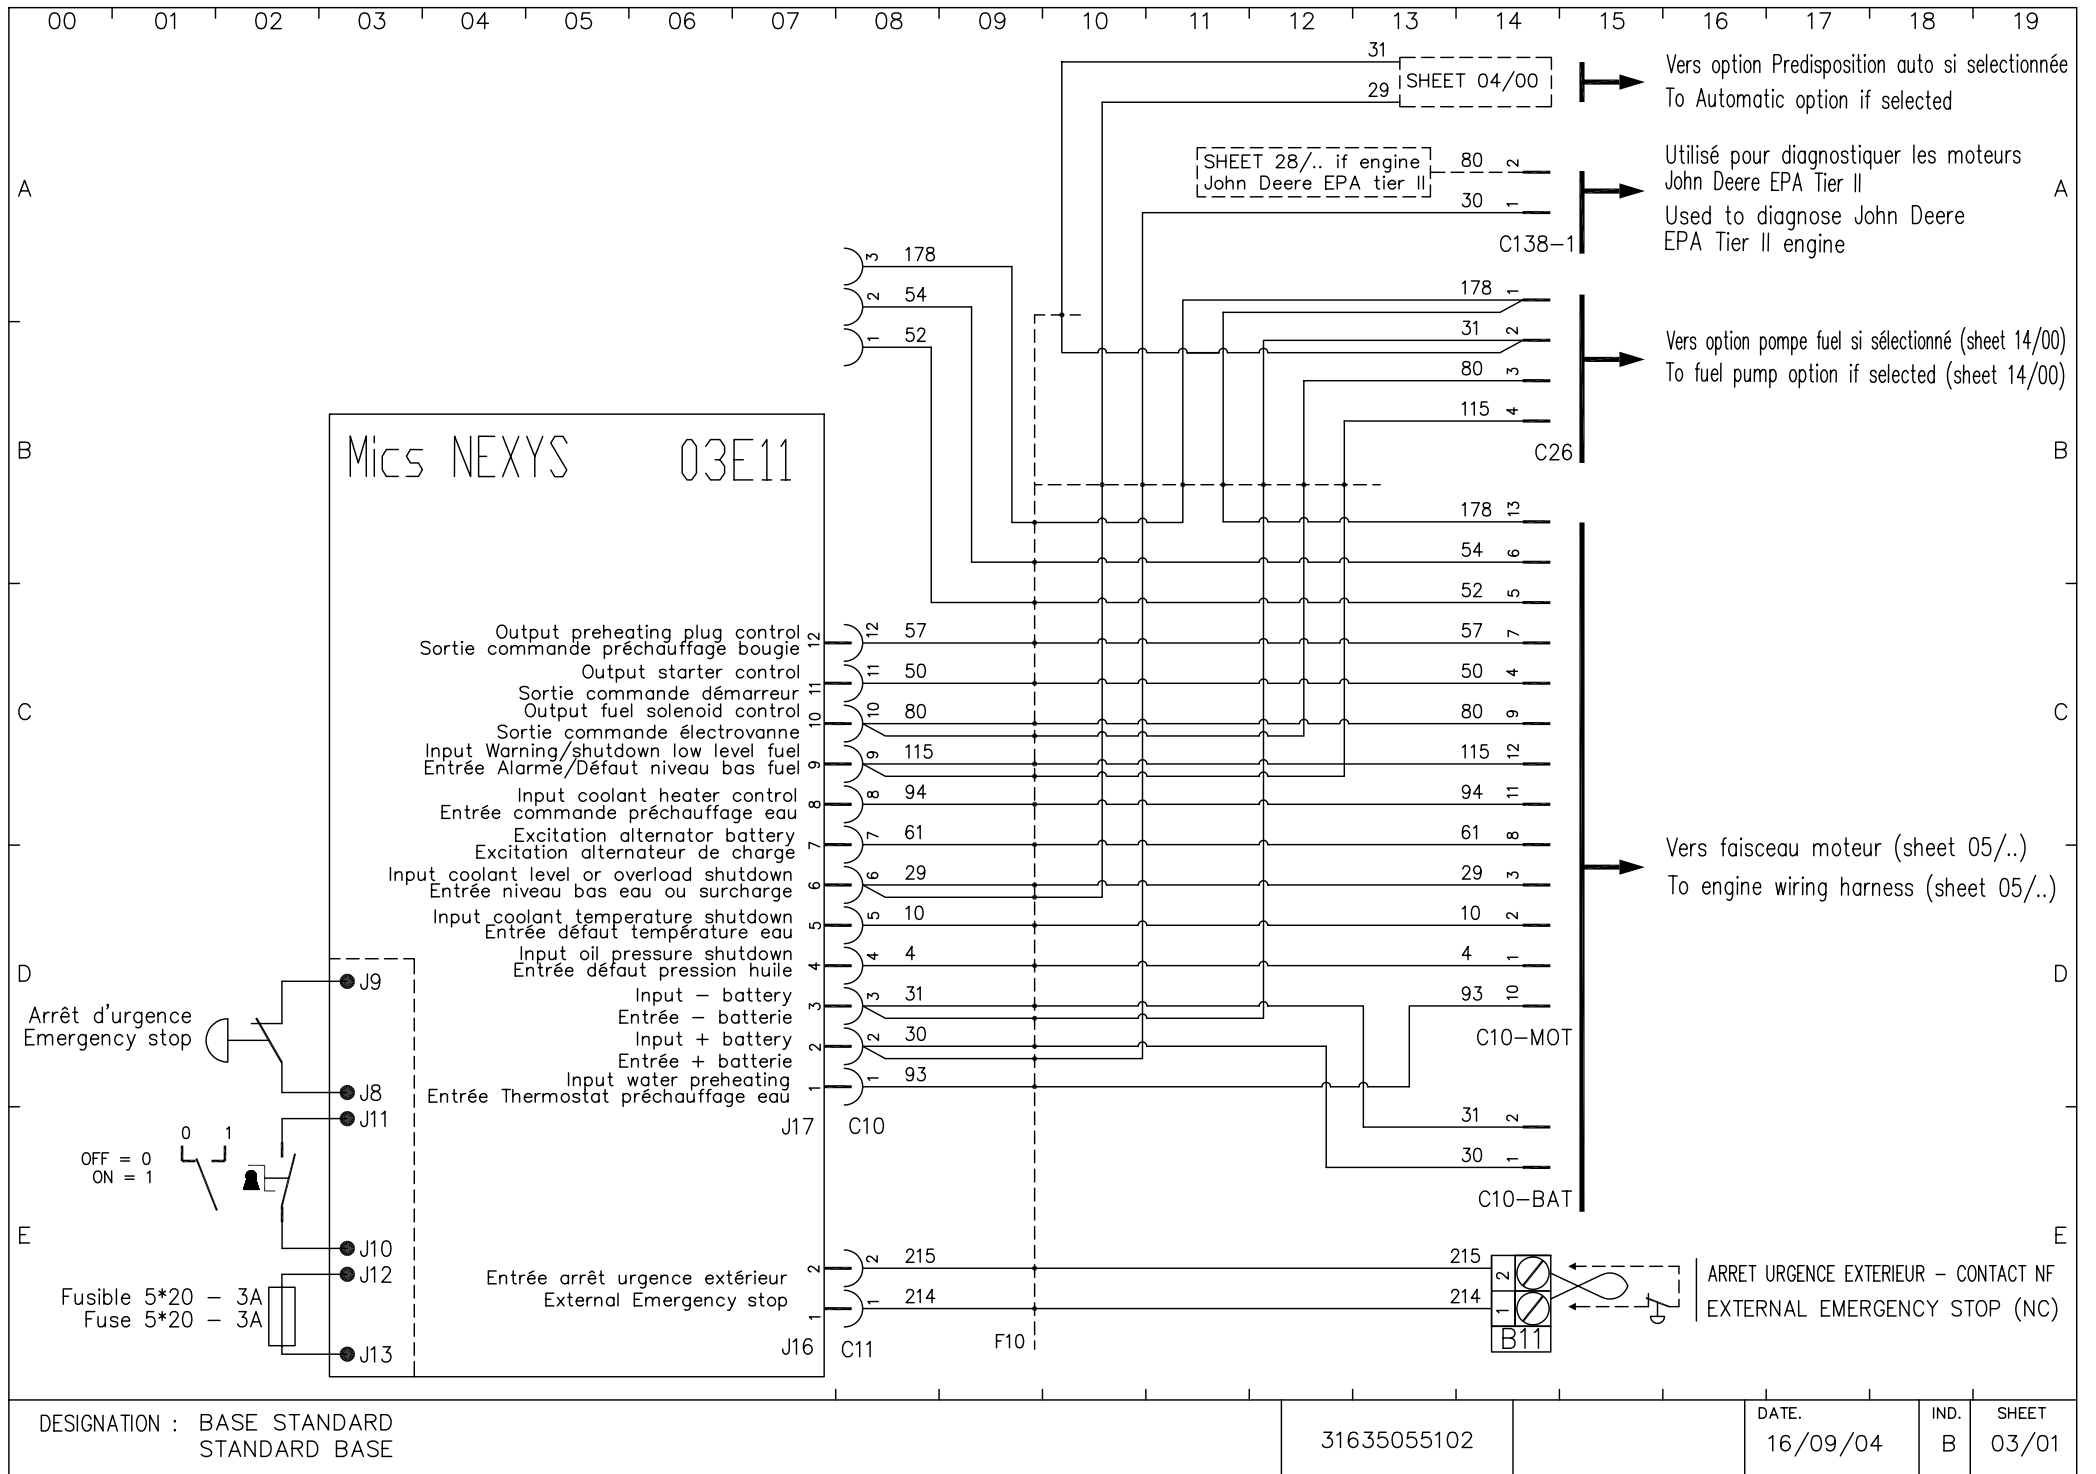 00 01 02 03 04 05 06 07 08 09 10 11 12 13 14 15 16 17 18 19
31
SHEET 04/00
29
Vers option Predisposition auto si selectionnée
To Automatic option if selected
SHEET 28/.. if engine
John Deere EPA tier II
80 2
30 1
C138-1
Utilisé pour diagnostiquer les moteurs
John Deere EPA Tier II
Used to diagnose John Deere
EPA Tier II engine
A
A
3 178
2 54
1 52
178 1
31 2
80 3
115 4
C26
Vers option pompe fuel si sélectionné (sheet 14/00)
To fuel pump option if selected (sheet 14/00)
B
B
Mics NEXYS 03E11
178 13
54 6
52 5
Output preheating plug control
Sortie commande préchauffage bougie
12 12 57 57 7
Output starter control
Sortie commande démarreur
11 11 50 50 4
Output fuel solenoid control
Sortie commande électrovanne
10 10 80 80 9
Input Warning/shutdown low level fuel
Entrée Alarme/Défaut niveau bas fuel
9 9 115 115 12
Input coolant heater control
Entrée commande préchauffage eau
8 8 94 94 11
Excitation alternator battery
Excitation alternateur de charge
7 7 61 61 8
Input coolant level or overload shutdown
Entrée niveau bas eau ou surcharge
6 6 29 29 3
Input coolant temperature shutdown
Entrée défaut température eau
5 5 10 10 2
Input oil pressure shutdown
Entrée défaut pression huile
4 4 4 4 1
Input - battery
Entrée - batterie
3 3 31 93 10
C10-MOT
Input + battery
Entrée + batterie
2 2 30
Input water preheating
Entrée Thermostat préchauffage eau
1 1 93
J17 C10
31 2
30 1
C10-BAT
Vers faisceau moteur (sheet 05/..)
To engine wiring harness (sheet 05/..)
C
C
D
D
J9
Arrêt d'urgence
Emergency stop
J8
J11
0 1
OFF = 0
ON = 1
J10
J12
Fusible 5*20 - 3A
Fuse 5*20 - 3A
J13
E
E
Entrée arrêt urgence extérieur
External Emergency stop
2 2 215 215 2
1 1 214 214 1
J16 C11
F10
B11
ARRET URGENCE EXTERIEUR - CONTACT NF
EXTERNAL EMERGENCY STOP (NC)
DESIGNATION : BASE STANDARD
STANDARD BASE
31635055102
DATE.
16/09/04
IND.
B
SHEET
03/01